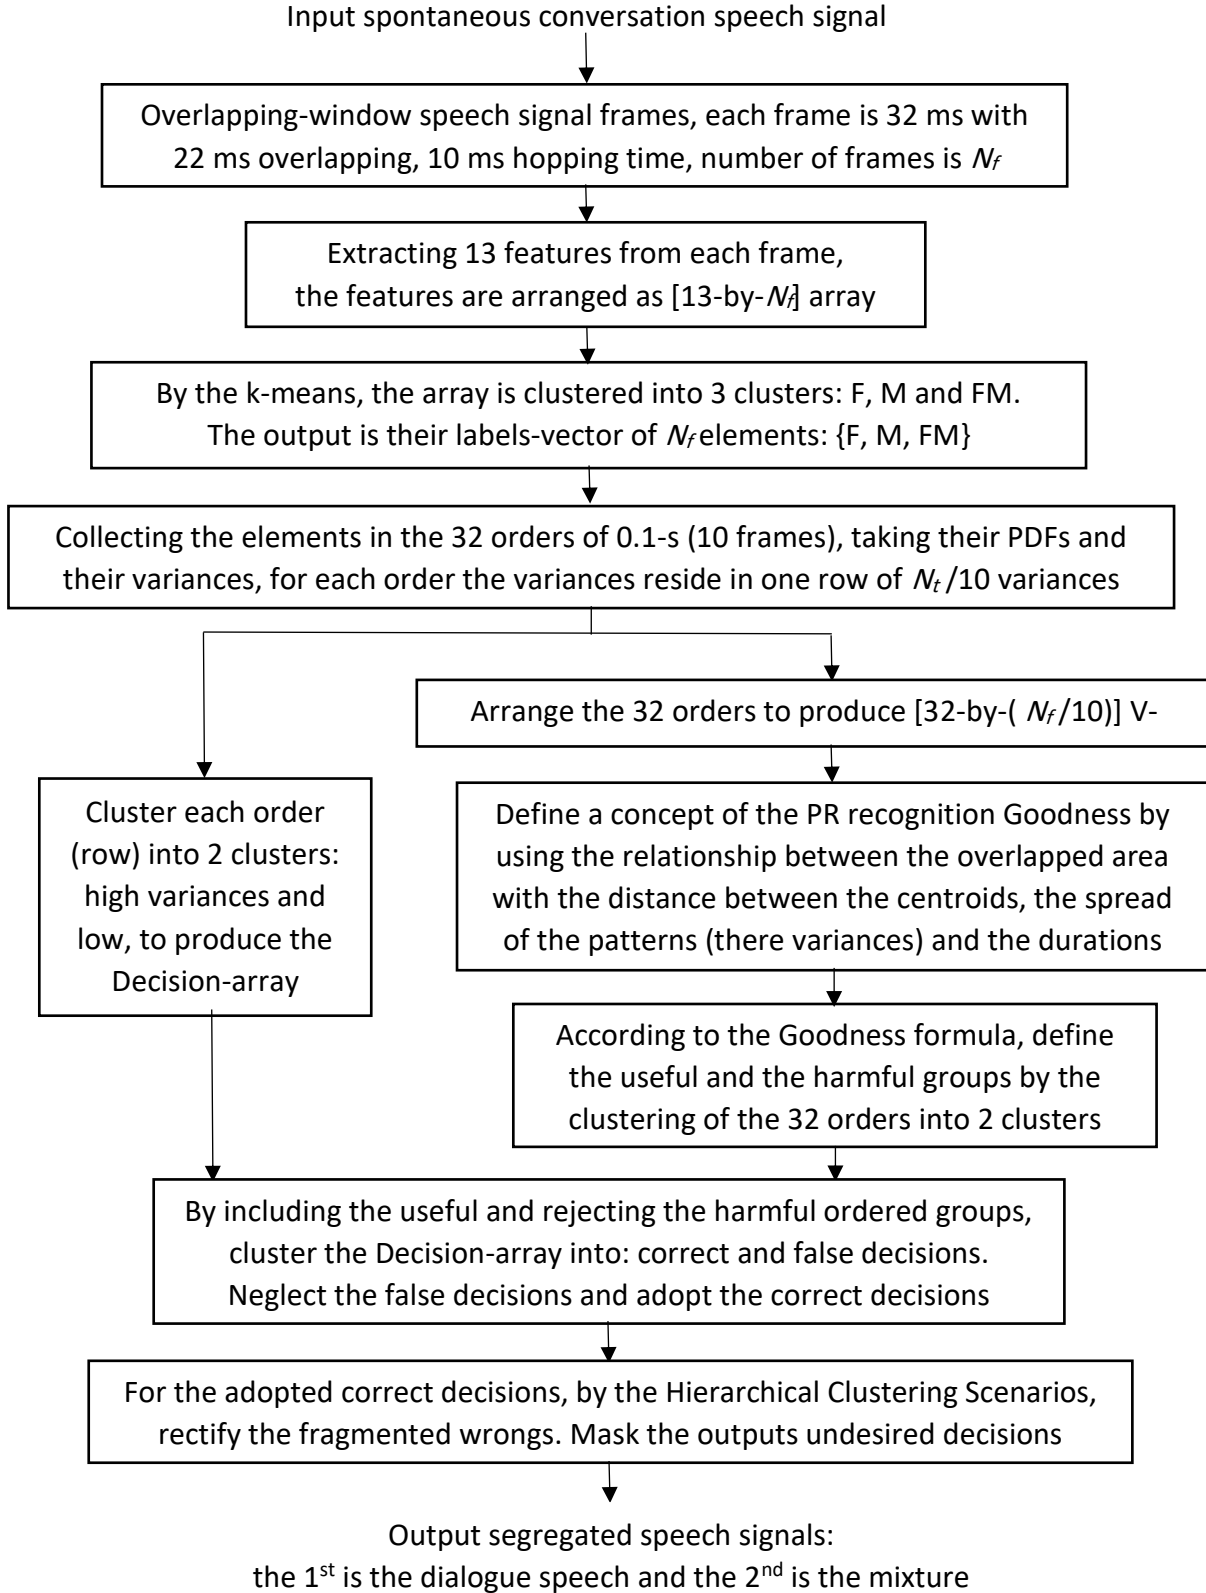 Input spontaneous conversation speech signal
Overlapping-window speech signal frames, each frame is 32 ms with
22 ms overlapping, 10 ms hopping time, number of frames is N_f
Extracting 13 features from each frame,
the features are arranged as [13-by-N_f] array
By the k-means, the array is clustered into 3 clusters: F, M and FM.
The output is their labels-vector of N_f elements: {F, M, FM}
Collecting the elements in the 32 orders of 0.1-s (10 frames), taking their PDFs and
their variances, for each order the variances reside in one row of N_t /10 variances
Arrange the 32 orders to produce [32-by-( N_f /10)] V-
Cluster each order
(row) into 2 clusters:
high variances and
low, to produce the
Decision-array
Define a concept of the PR recognition Goodness by
using the relationship between the overlapped area
with the distance between the centroids, the spread
of the patterns (there variances) and the durations
According to the Goodness formula, define
the useful and the harmful groups by the
clustering of the 32 orders into 2 clusters
By including the useful and rejecting the harmful ordered groups,
cluster the Decision-array into: correct and false decisions.
Neglect the false decisions and adopt the correct decisions
For the adopted correct decisions, by the Hierarchical Clustering Scenarios,
rectify the fragmented wrongs. Mask the outputs undesired decisions
Output segregated speech signals:
the 1st is the dialogue speech and the 2nd is the mixture